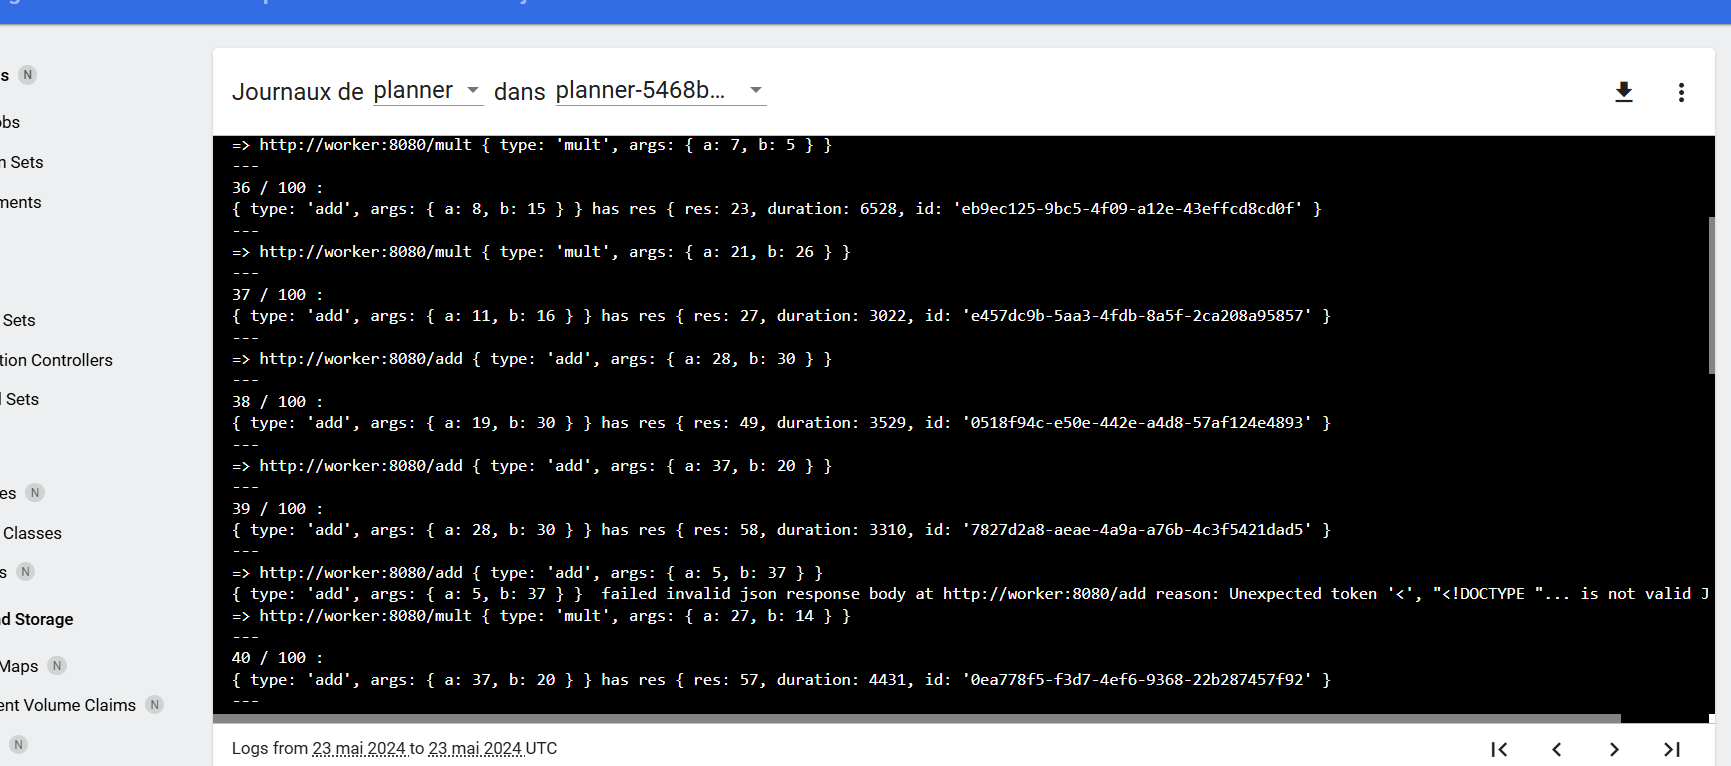 s N
obs
n Sets
ments
Sets
tion Controllers
l Sets
es N
Classes
s N
nd Storage
Maps N
ent Volume Claims N
N
Journaux de planner dans planner-5468b...
=> http://worker:8080/mult { type: 'mult', args: { a: 7, b: 5 } }
---
36 / 100 :
{ type: 'add', args: { a: 8, b: 15 } } has res { res: 23, duration: 6528, id: 'eb9ec125-9bc5-4f09-a12e-43effcd8cd0f' }
---
=> http://worker:8080/mult { type: 'mult', args: { a: 21, b: 26 } }
---
37 / 100 :
{ type: 'add', args: { a: 11, b: 16 } } has res { res: 27, duration: 3022, id: 'e457dc9b-5aa3-4fdb-8a5f-2ca208a95857' }
---
=> http://worker:8080/add { type: 'add', args: { a: 28, b: 30 } }
---
38 / 100 :
{ type: 'add', args: { a: 19, b: 30 } } has res { res: 49, duration: 3529, id: '0518f94c-e50e-442e-a4d8-57af124e4893' }
---
=> http://worker:8080/add { type: 'add', args: { a: 37, b: 20 } }
---
39 / 100 :
{ type: 'add', args: { a: 28, b: 30 } } has res { res: 58, duration: 3310, id: '7827d2a8-aeae-4a9a-a76b-4c3f5421dad5' }
---
=> http://worker:8080/add { type: 'add', args: { a: 5, b: 37 } }
{ type: 'add', args: { a: 5, b: 37 } }  failed invalid json response body at http://worker:8080/add reason: Unexpected token '<', "<!DOCTYPE "... is not valid J
=> http://worker:8080/mult { type: 'mult', args: { a: 27, b: 14 } }
---
40 / 100 :
{ type: 'add', args: { a: 37, b: 20 } } has res { res: 57, duration: 4431, id: '0ea778f5-f3d7-4ef6-9368-22b287457f92' }
---
Logs from 23 mai 2024 to 23 mai 2024 UTC